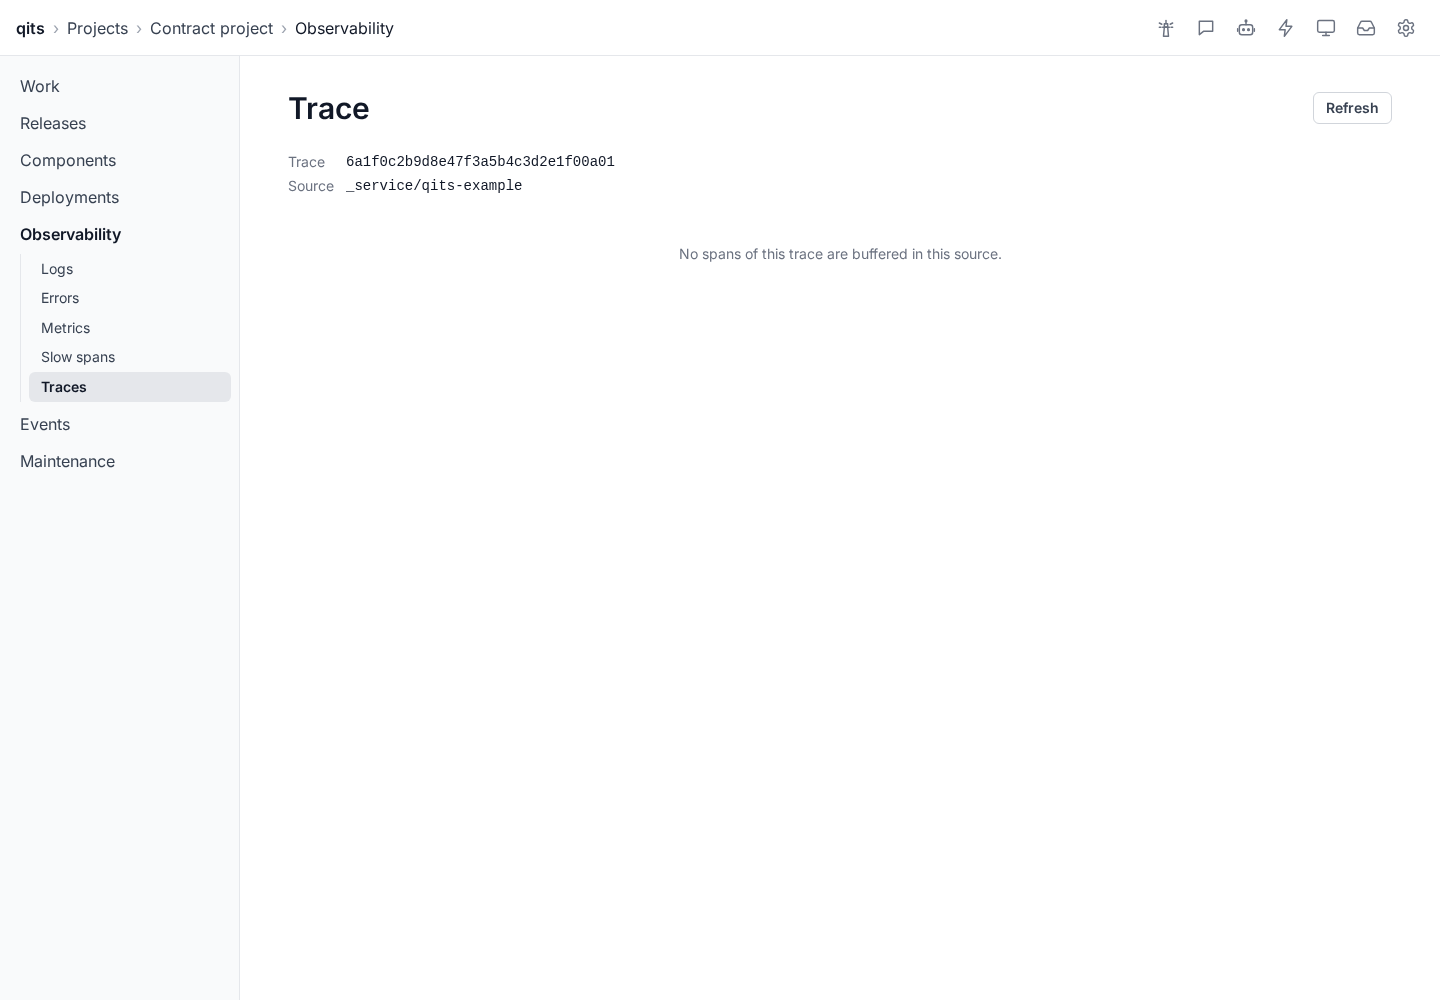 qits › Projects › Contract project › Observability
Work
Releases
Components
Deployments
Observability
Logs
Errors
Metrics
Slow spans
Traces
Events
Maintenance
Trace
Refresh
Trace 6a1f0c2b9d8e47f3a5b4c3d2e1f00a01
Source _service/qits-example
No spans of this trace are buffered in this source.